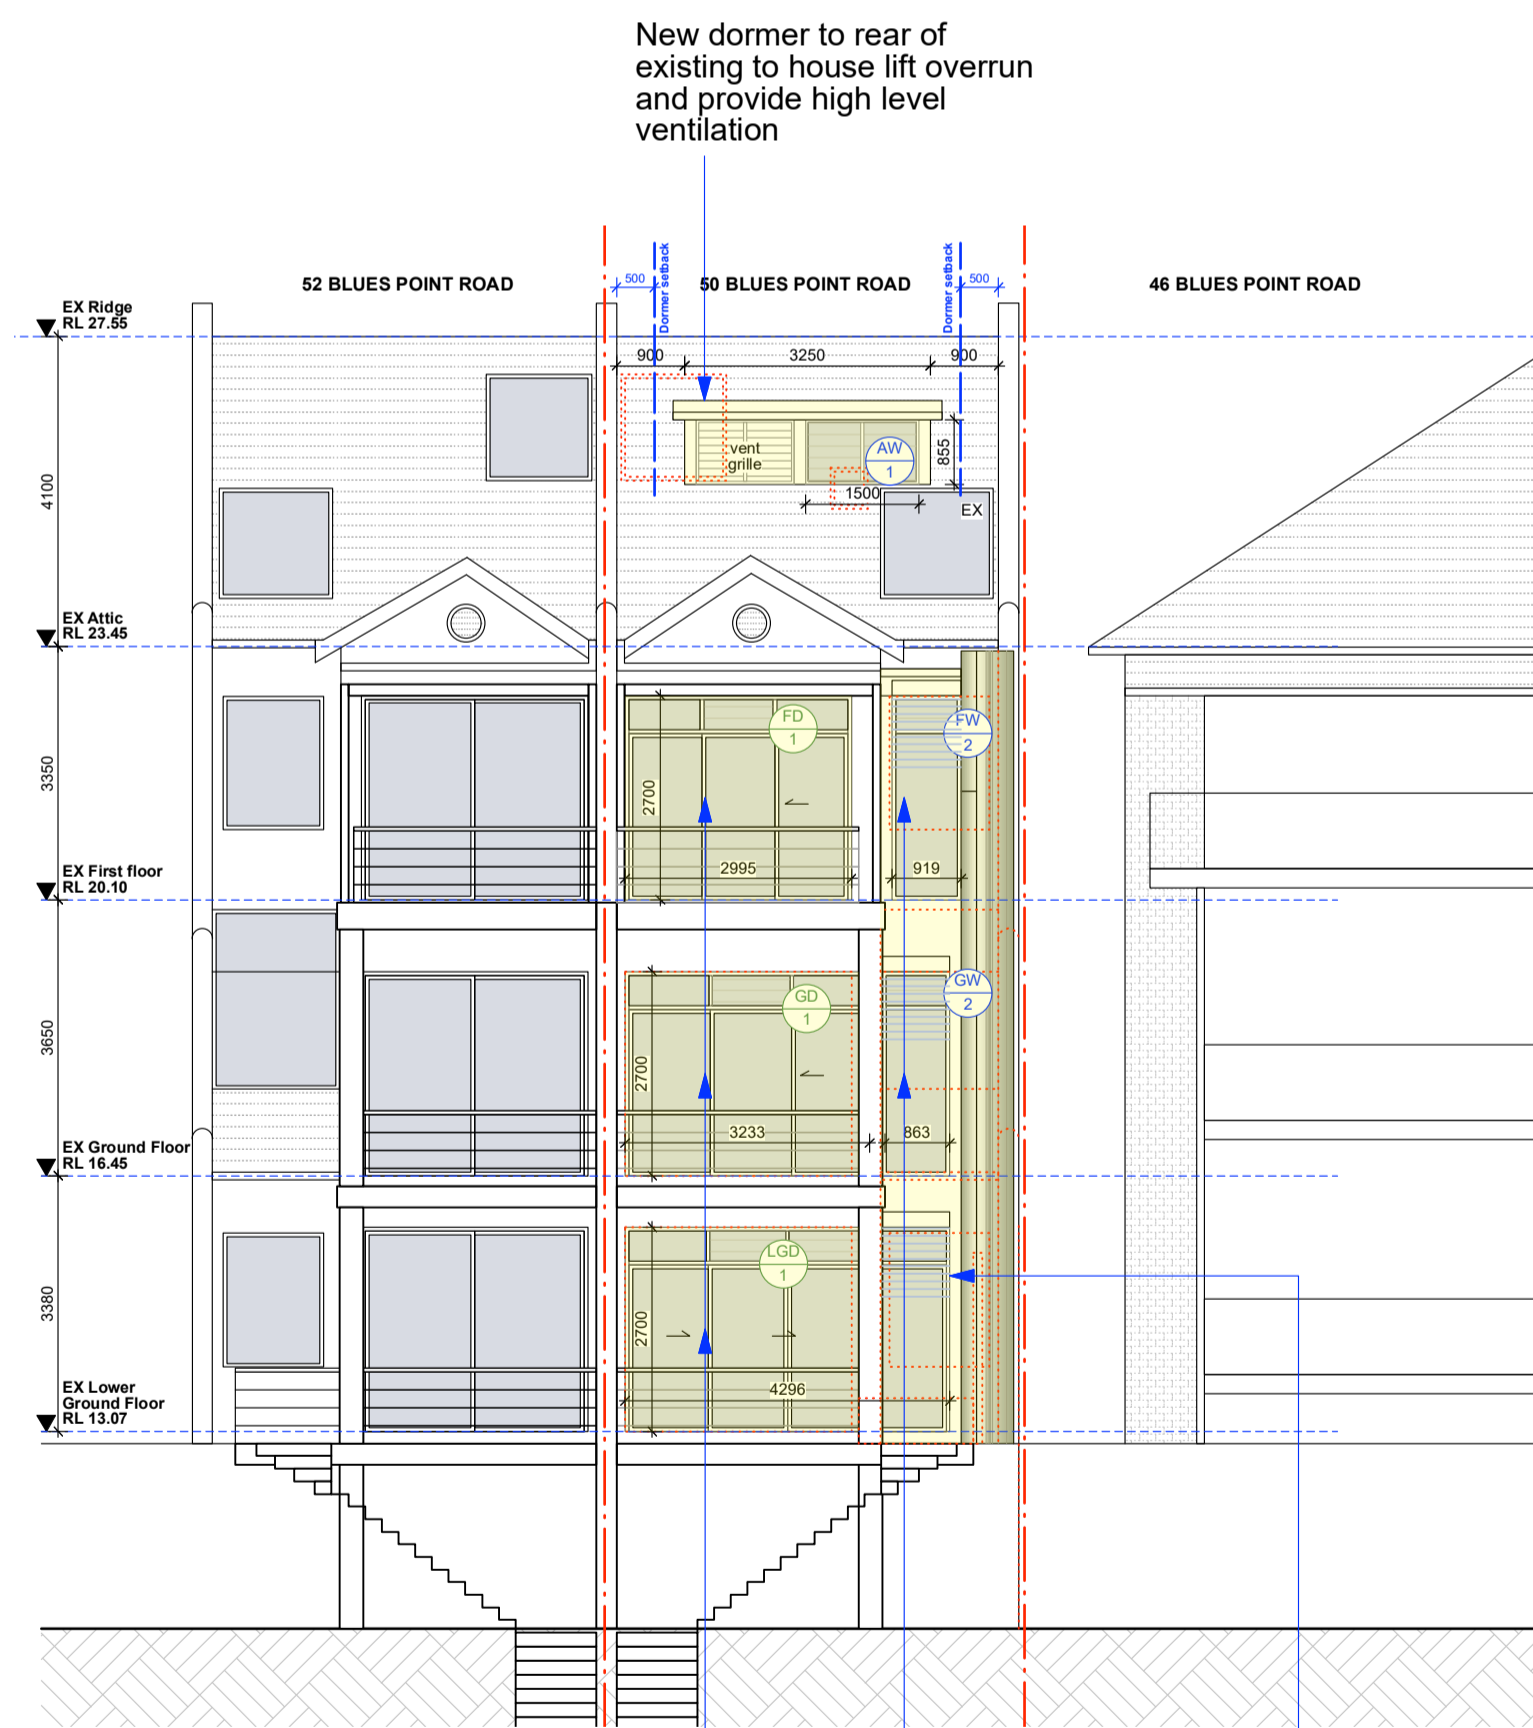 New dormer to rear of
existing to house lift overrun
and provide high level
ventilation
52 BLUES POINT ROAD
500
Dormer setback
50 BLUES POINT ROAD
Dormer setback
500
46 BLUES POINT ROAD
EX Ridge
RL 27.55
900
3250
900
vent
grille
AW
1
855
1500
EX
4100
EX Attic
RL 23.45
FD
1
FW
2
3350
2700
2995
919
EX First floor
RL 20.10
GD
1
GW
2
3650
2700
3233
863
EX Ground Floor
RL 16.45
LGD
1
3380
2700
4296
EX Lower
Ground Floor
RL 13.07